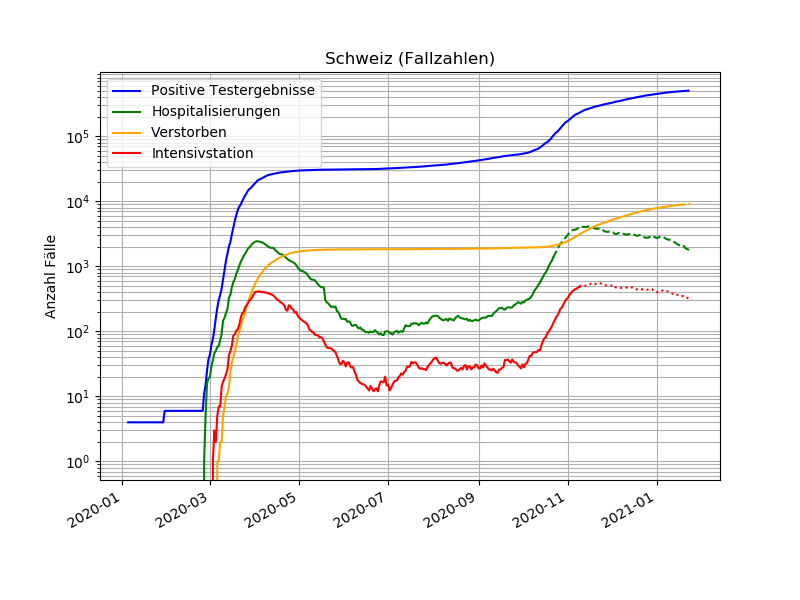 Schweiz (Fallzahlen)
Positive Testergebnisse
Hospitalisierungen
Verstorben
Intensivstation
Anzahl Fälle
10^5
10^4
10^3
10^2
10^1
10^0
2020-01
2020-03
2020-05
2020-07
2020-09
2020-11
2021-01